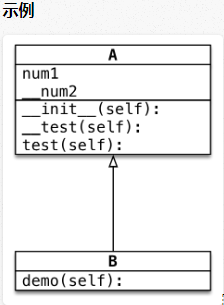 示例
A
num1
__num2
__init__(self):
__test(self):
test(self):
B
demo(self):